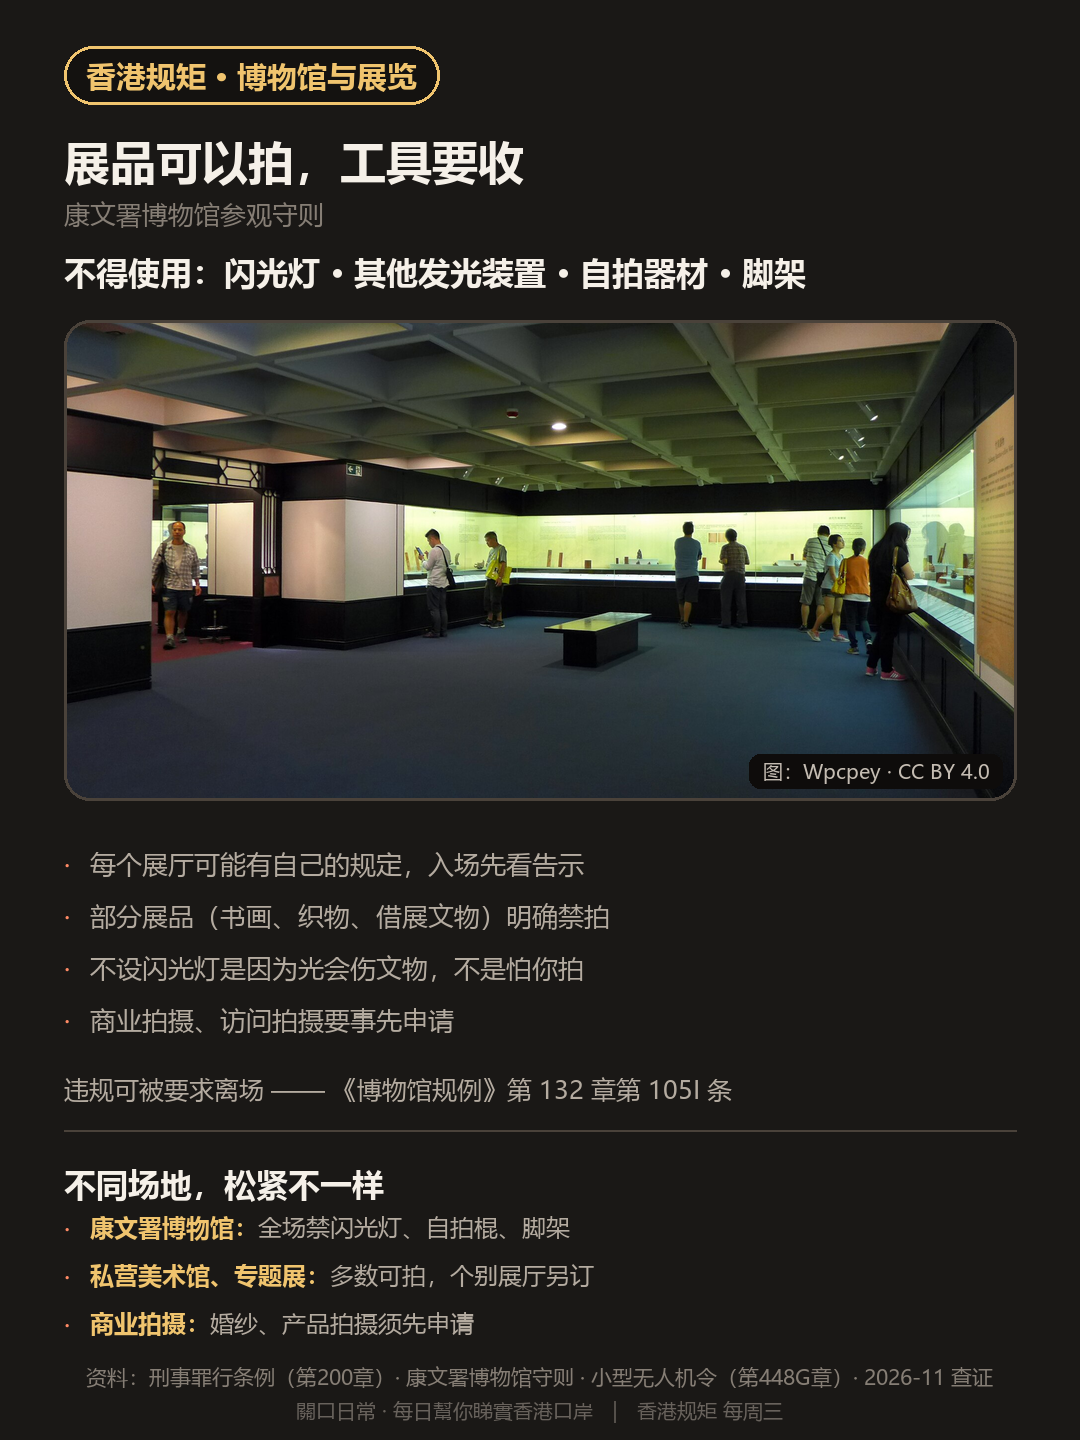 香港规矩 • 博物馆与展览
展品可以拍，工具要收
康文署博物馆参观守则
不得使用：闪光灯 • 其他发光装置 • 自拍器材 • 脚架
图：Wpcpey · CC BY 4.0
· 每个展厅可能有自己的规定，入场先看告示
· 部分展品（书画、织物、借展文物）明确禁拍
· 不设闪光灯是因为光会伤文物，不是怕你拍
· 商业拍摄、访问拍摄要事先申请
违规可被要求离场 —— 《博物馆规例》第 132 章第 105I 条
不同场地，松紧不一样
· 康文署博物馆：全场禁闪光灯、自拍棍、脚架
· 私营美术馆、专题展：多数可拍，个别展厅另订
· 商业拍摄：婚纱、产品拍摄须先申请
资料：刑事罪行条例（第200章）· 康文署博物馆守则 · 小型无人机令（第448G章）· 2026-11 查证
關口日常 · 每日幫你睇實香港口岸 ｜ 香港规矩 每周三